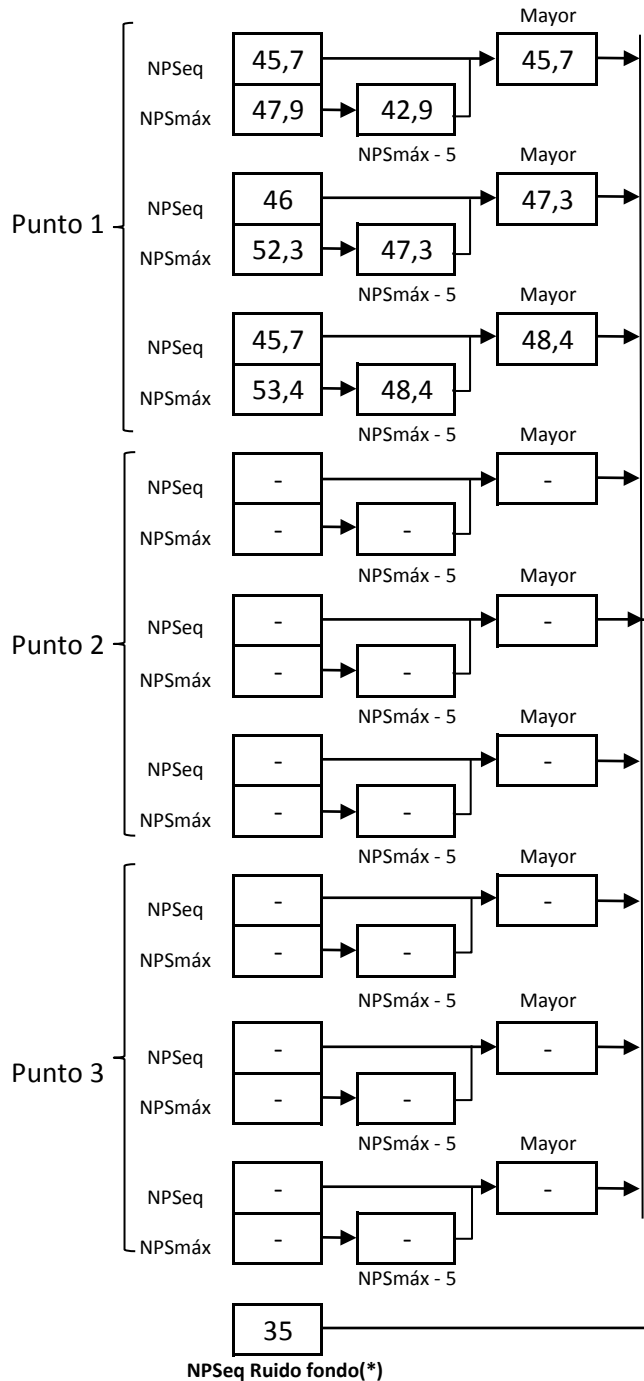 Mayor
NPSeq 45,7 45,7
NPSmáx 47,9 42,9
NPSmáx - 5 Mayor
Punto 1
NPSeq 46 47,3
NPSmáx 52,3 47,3
NPSmáx - 5 Mayor
NPSeq 45,7 48,4
NPSmáx 53,4 48,4
NPSmáx - 5 Mayor
NPSeq - -
NPSmáx - -
NPSmáx - 5 Mayor
Punto 2
NPSeq - -
NPSmáx - -
NPSmáx - 5 Mayor
NPSeq - -
NPSmáx - -
NPSmáx - 5 Mayor
NPSeq - -
NPSmáx - -
NPSmáx - 5 Mayor
Punto 3
NPSeq - -
NPSmáx - -
NPSmáx - 5 Mayor
NPSeq - -
NPSmáx - -
NPSmáx - 5
35
NPSeq Ruido fondo(*)